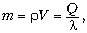 m = ρV = Q/λ,